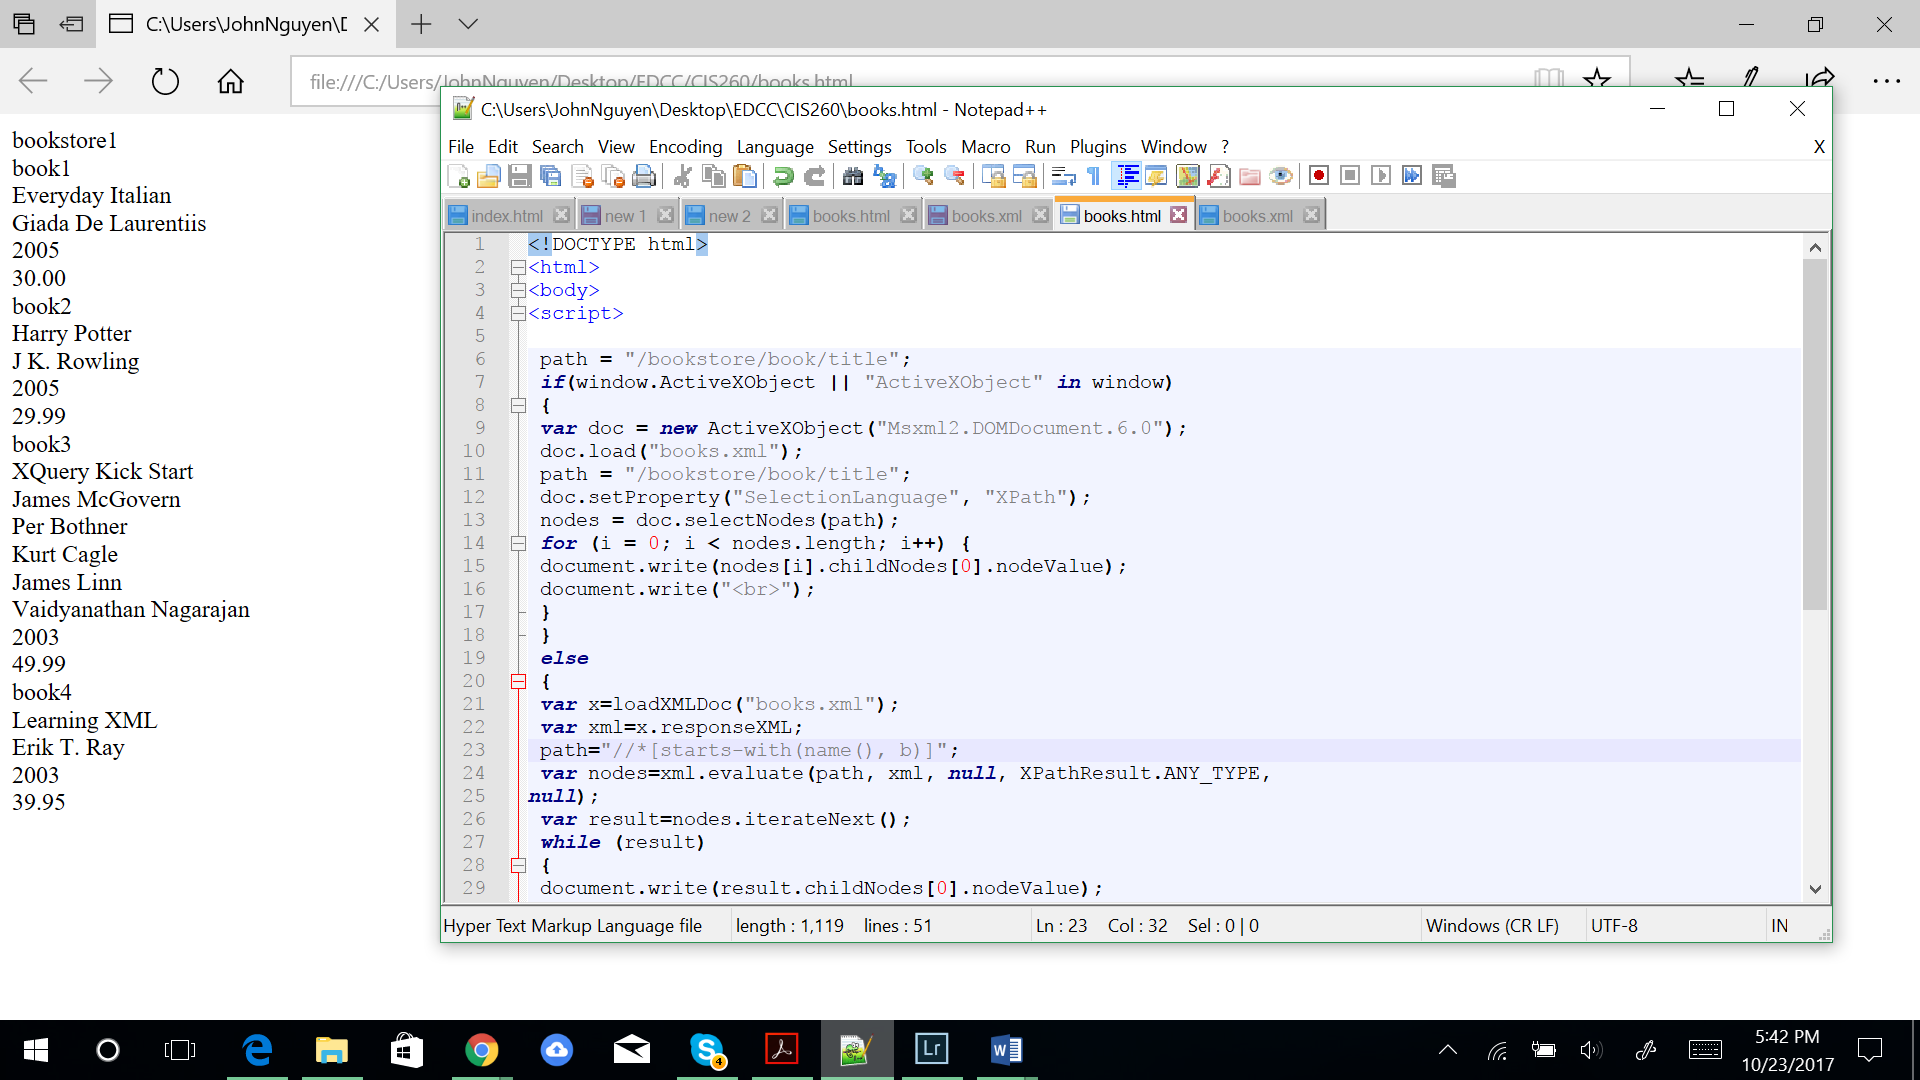 C:\Users\JohnNguyen\D
file:///C:/Users/JohnNguyen/Desktop/EDCC/CIS260/books.html
bookstore1
book1
Everyday Italian
Giada De Laurentiis
2005
30.00
book2
Harry Potter
J K. Rowling
2005
29.99
book3
XQuery Kick Start
James McGovern
Per Bothner
Kurt Cagle
James Linn
Vaidyanathan Nagarajan
2003
49.99
book4
Learning XML
Erik T. Ray
2003
39.95
C:\Users\JohnNguyen\Desktop\EDCC\CIS260\books.html - Notepad++
File Edit Search View Encoding Language Settings Tools Macro Run Plugins Window ? X
index.html new 1 new 2 books.html books.xml books.html books.xml
1 <!DOCTYPE html>
2 <html>
3 <body>
4 <script>
5
6 path = "/bookstore/book/title";
7 if(window.ActiveXObject || "ActiveXObject" in window)
8 {
9 var doc = new ActiveXObject("Msxml2.DOMDocument.6.0");
10 doc.load("books.xml");
11 path = "/bookstore/book/title";
12 doc.setProperty("SelectionLanguage", "XPath");
13 nodes = doc.selectNodes(path);
14 for (i = 0; i < nodes.length; i++) {
15 document.write(nodes[i].childNodes[0].nodeValue);
16 document.write("<br>");
17 }
18 }
19 else
20 {
21 var x=loadXMLDoc("books.xml");
22 var xml=x.responseXML;
23 path="//*[starts-with(name(), b)]";
24 var nodes=xml.evaluate(path, xml, null, XPathResult.ANY_TYPE,
25 null);
26 var result=nodes.iterateNext();
27 while (result)
28 {
29 document.write(result.childNodes[0].nodeValue);
Hyper Text Markup Language file length : 1,119 lines : 51 Ln : 23 Col : 32 Sel : 0 | 0 Windows (CR LF) UTF-8 IN
4
Lr
5:42 PM
10/23/2017